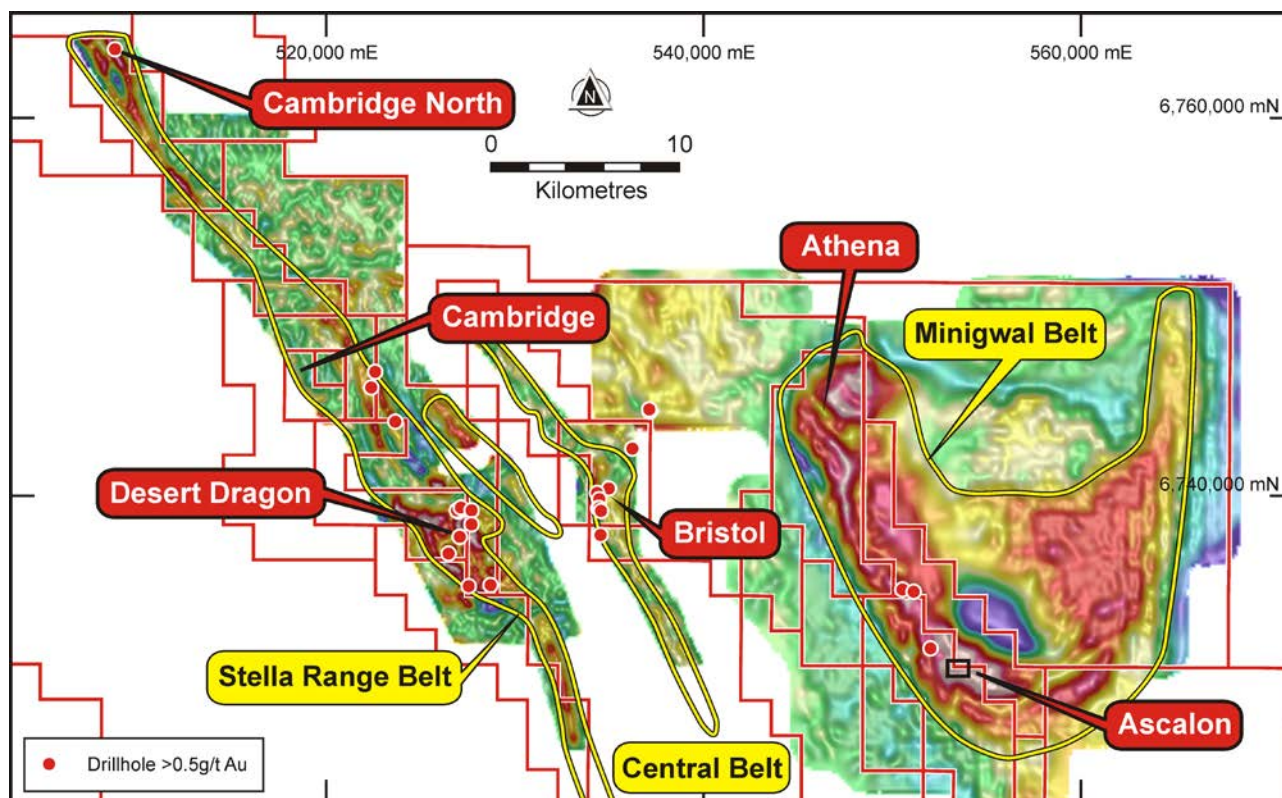 520,000 mE
540,000 mE
560,000 mE
Cambridge North
N
6,760,000 mN
0
10
Kilometres
Athena
Cambridge
Minigwal Belt
Desert Dragon
6,740,000 mN
Bristol
Stella Range Belt
Ascalon
Central Belt
Drillhole >0.5g/t Au